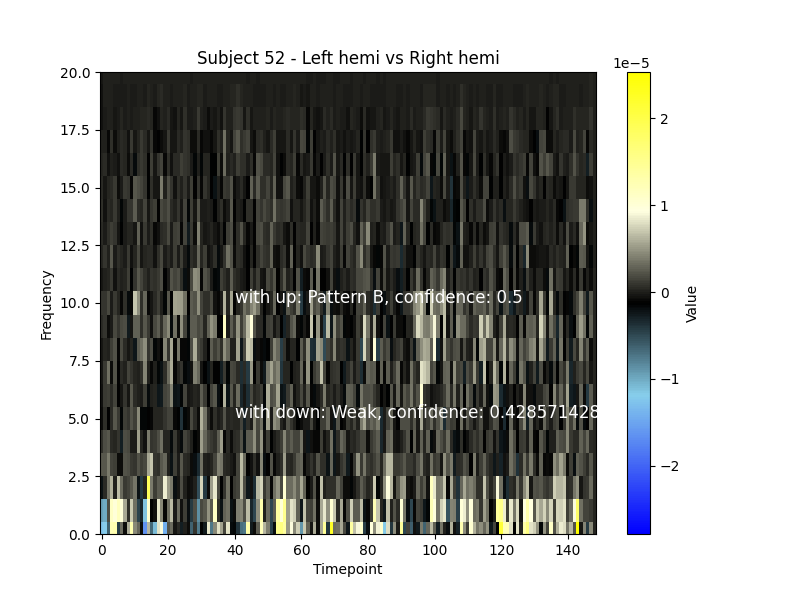 Subject 52 - Left hemi vs Right hemi
1e−5
20.0
17.5
15.0
12.5
10.0
7.5
5.0
2.5
0.0
Frequency
with up: Pattern B, confidence: 0.5
with down: Weak, confidence: 0.428571428
0 20 40 60 80 100 120 140
Timepoint
2
1
0
−1
−2
Value